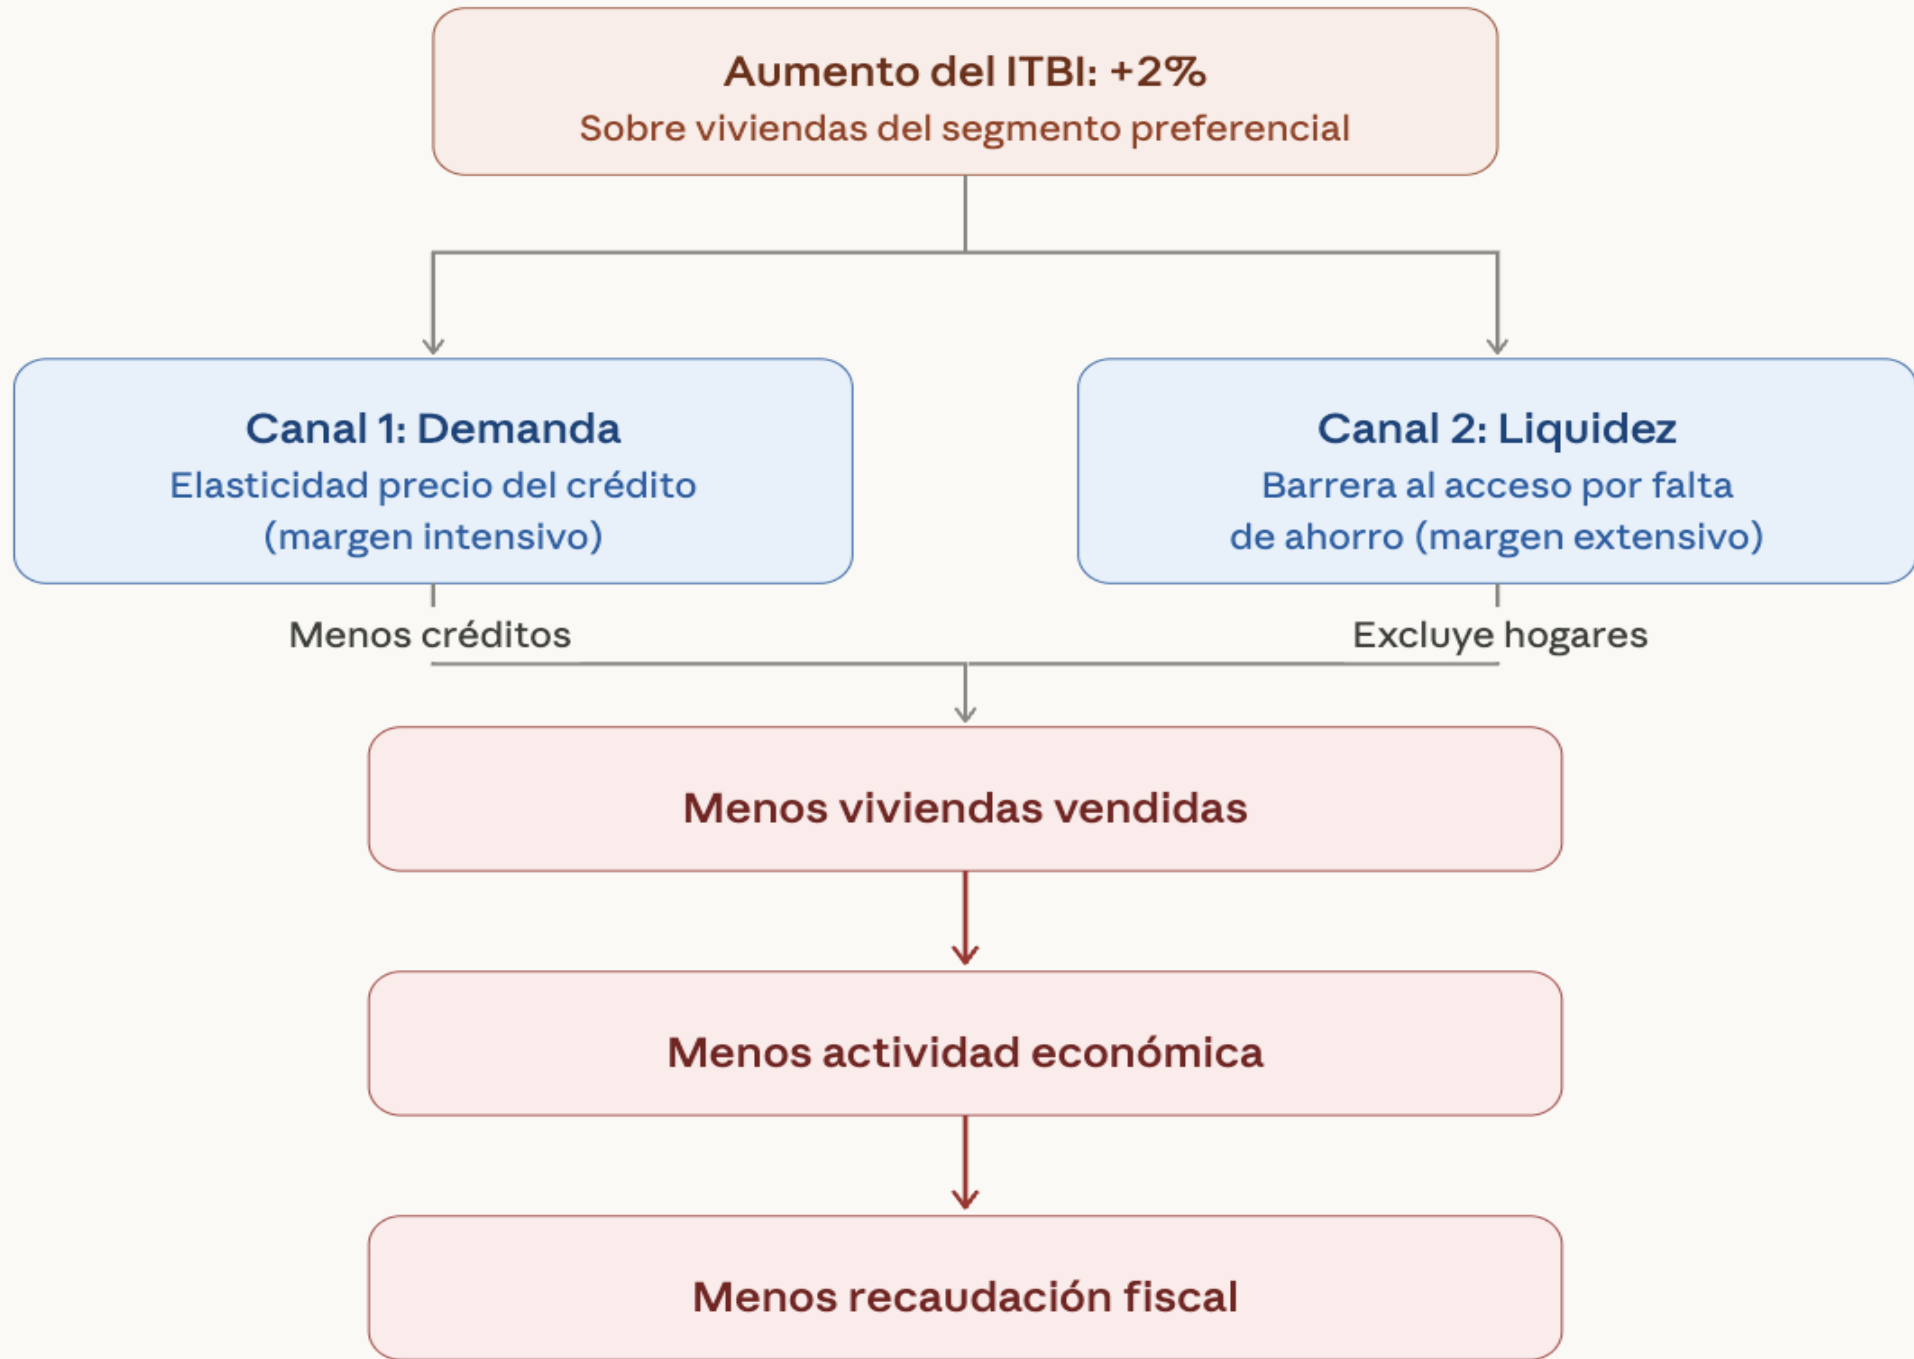 Aumento del ITBI: +2%
Sobre viviendas del segmento preferencial
Canal 1: Demanda
Elasticidad precio del crédito
(margen intensivo)
Canal 2: Liquidez
Barrera al acceso por falta
de ahorro (margen extensivo)
Menos créditos
Excluye hogares
Menos viviendas vendidas
Menos actividad económica
Menos recaudación fiscal